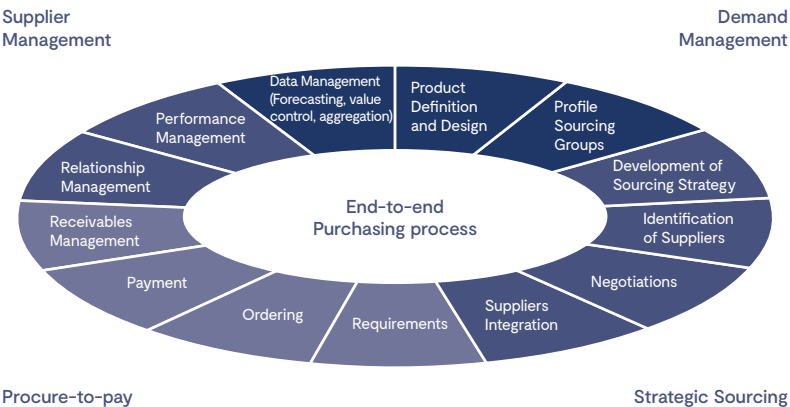 Supplier
Management
Demand
Management
Data Management
(Forecasting, value
control, aggregation)
Product
Definition
and Design
Profile
Sourcing
Groups
Development of
Sourcing Strategy
Identification
of Suppliers
Negotiations
Suppliers
Integration
Requirements
Ordering
Payment
Receivables
Management
Relationship
Management
Performance
Management
End-to-end
Purchasing process
Procure-to-pay
Strategic Sourcing